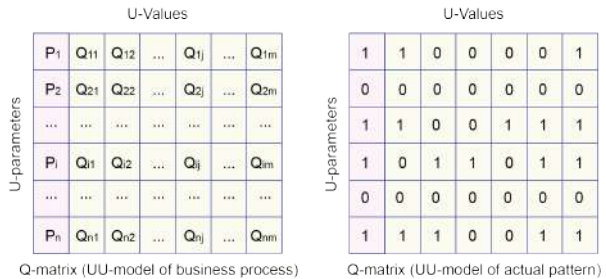 U-Values
U-parameters
P1 Q11 Q12 ... Q1j ... Q1m
P2 Q21 Q22 ... Q2j ... Q2m
... ... ... ... ... ... ...
Pi Qi1 Qi2 ... Qij ... Qim
... ... ... ... ... ... ...
Pn Qn1 Qn2 ... Qnj ... Qnm
Q-matrix (UU-model of business process)
U-Values
U-parameters
1 1 0 0 0 0 1
0 0 0 0 0 0 0
1 1 0 0 1 1 1
1 0 1 1 0 1 1
0 0 0 0 0 0 0
1 1 1 0 0 1 1
Q-matrix (UU-model of actual pattern)